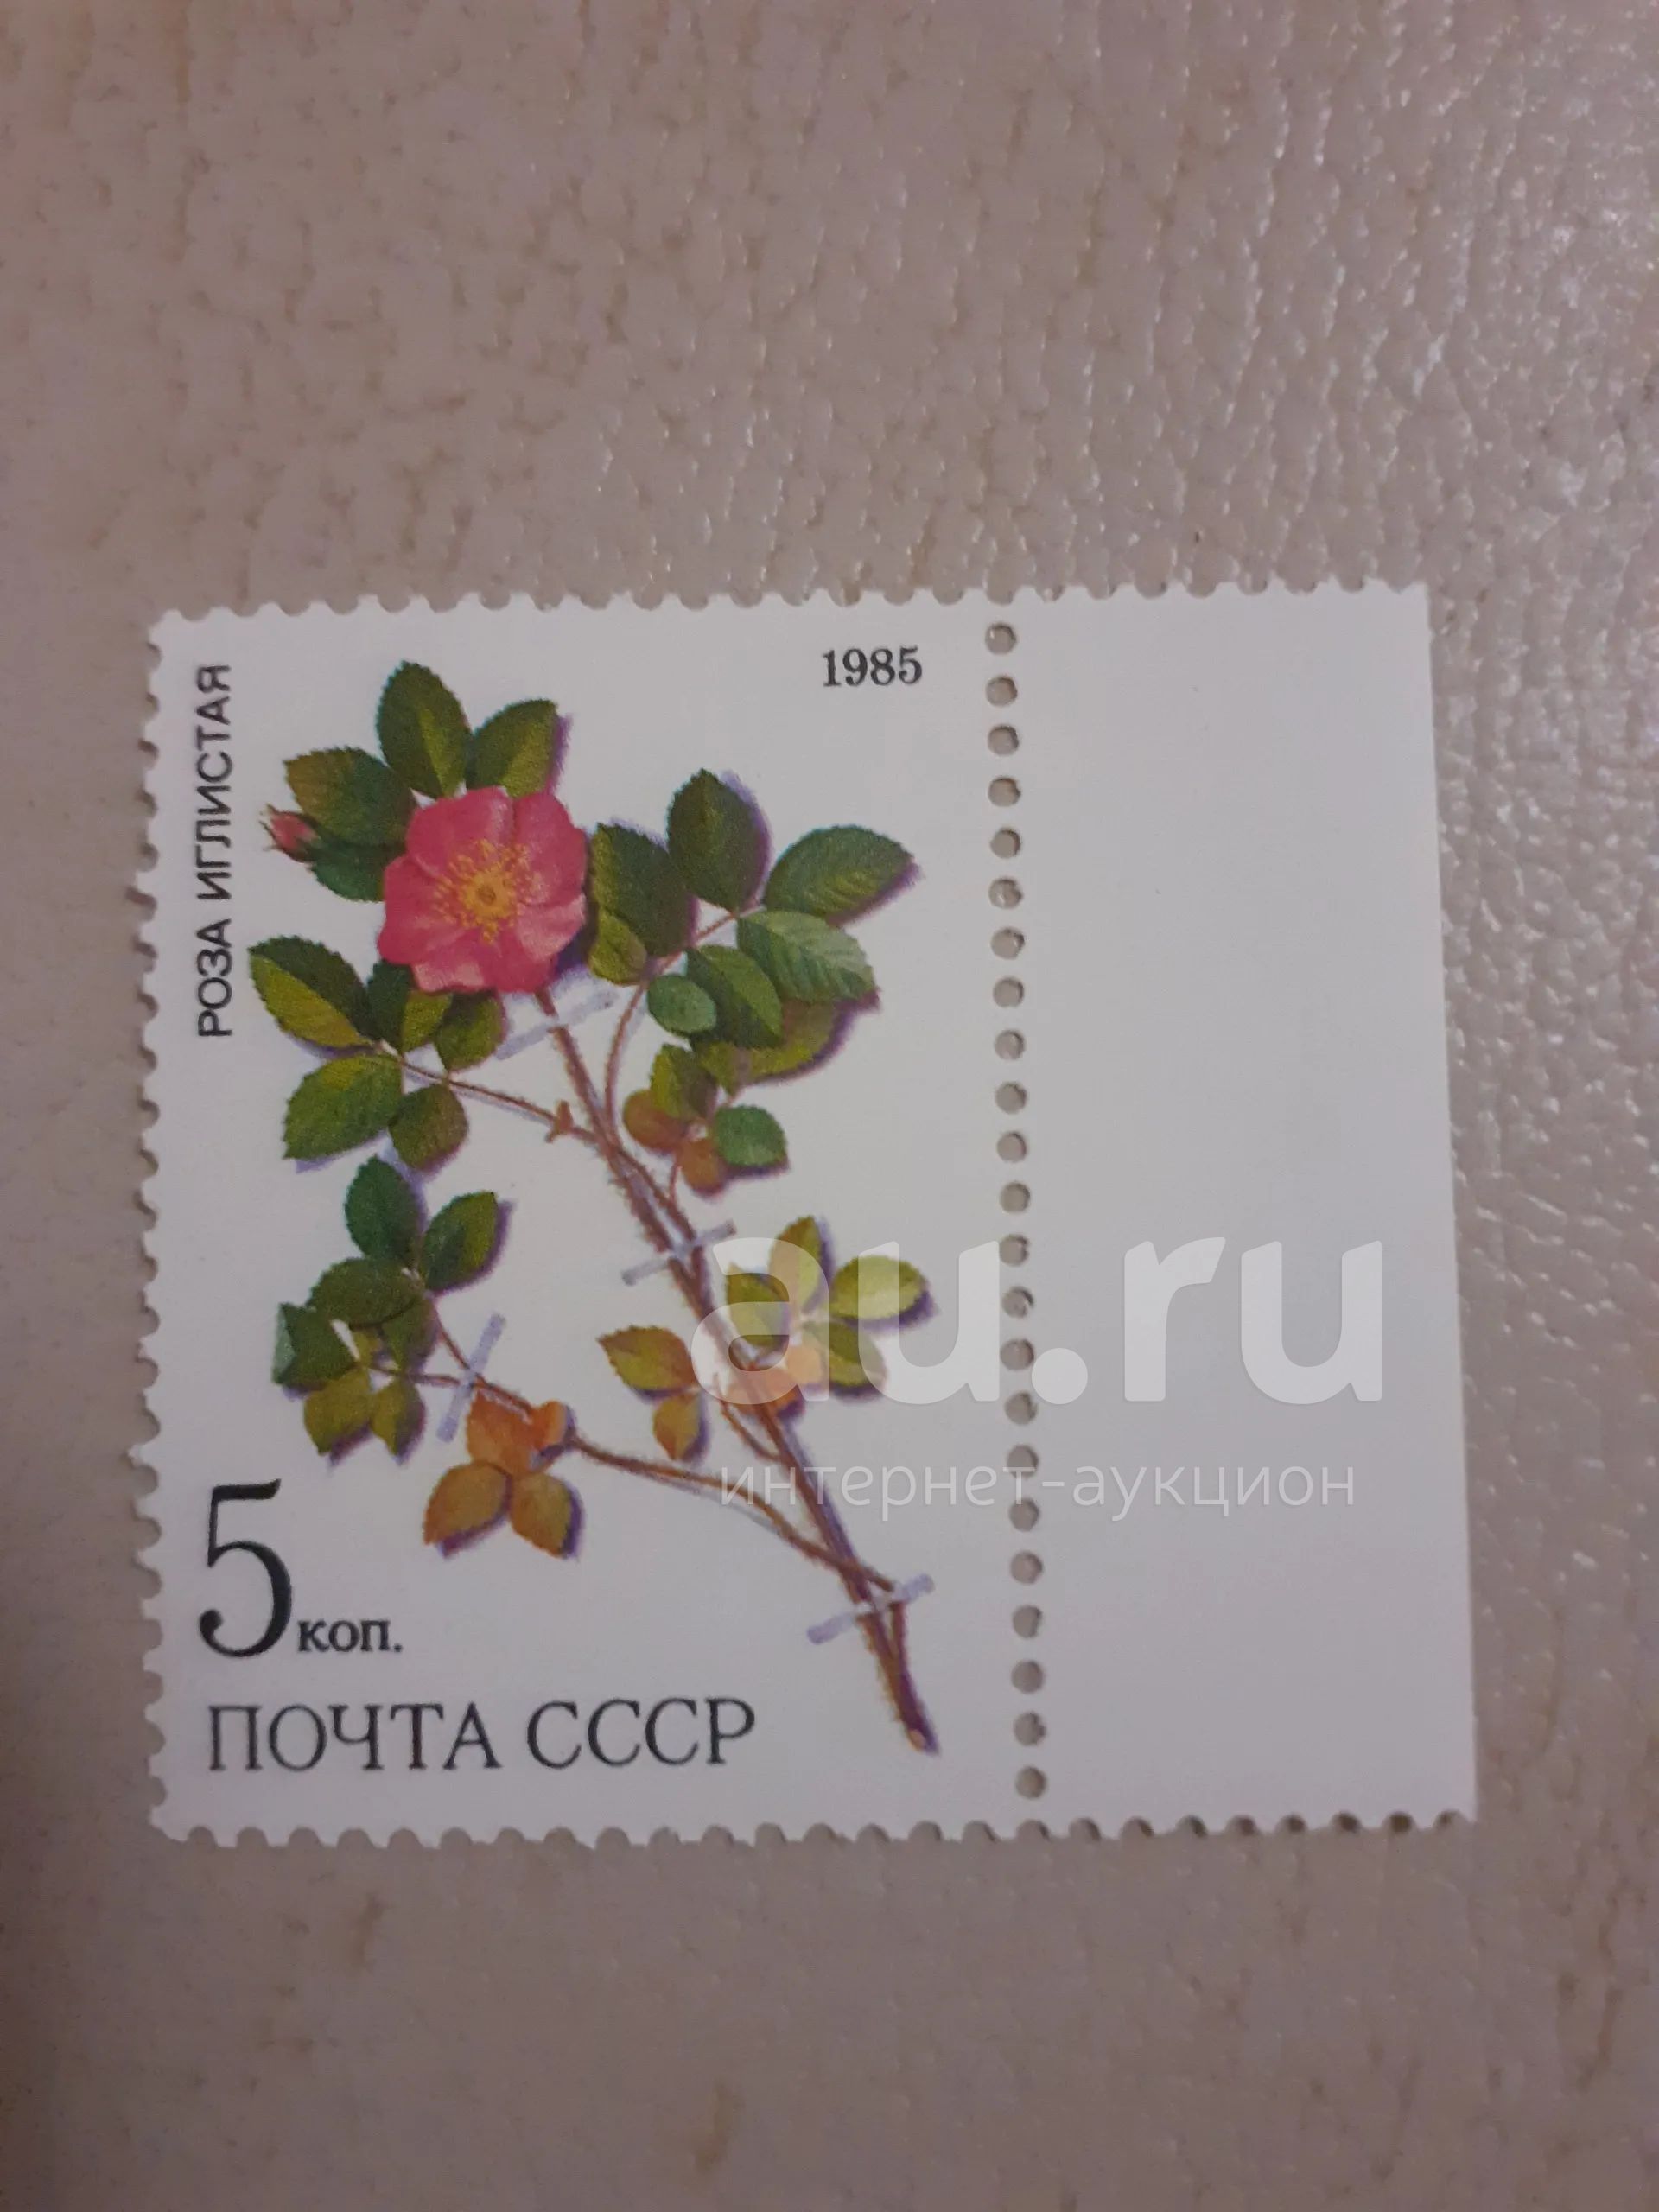 РОЗА ИГЛИСТАЯ
1985
au.ru
интернет-аукцион
5 коп.
ПОЧТА СССР